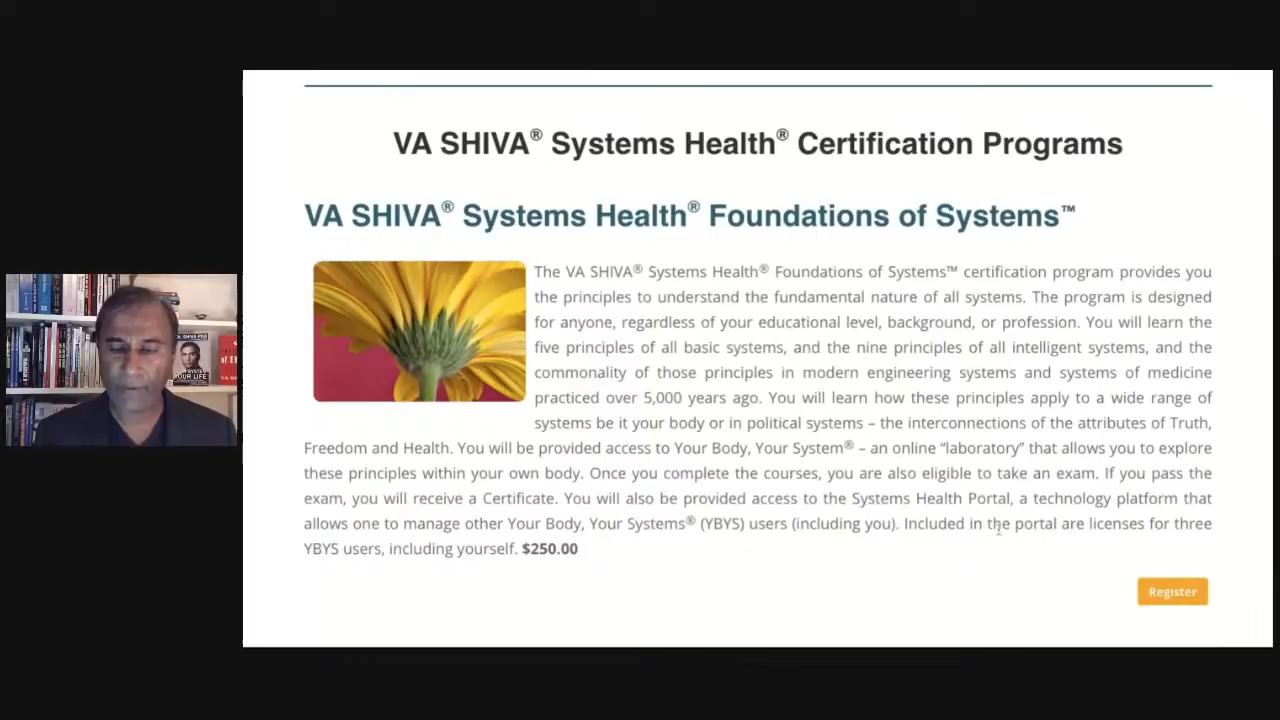 VA SHIVA® Systems Health® Certification Programs
VA SHIVA® Systems Health® Foundations of Systems™
The VA SHIVA® Systems Health® Foundations of Systems™ certification program provides you
the principles to understand the fundamental nature of all systems. The program is designed
for anyone, regardless of your educational level, background, or profession. You will learn the
five principles of all basic systems, and the nine principles of all intelligent systems, and the
commonality of those principles in modern engineering systems and systems of medicine
practiced over 5,000 years ago. You will learn how these principles apply to a wide range of
systems be it your body or in political systems – the interconnections of the attributes of Truth,
Freedom and Health. You will be provided access to Your Body, Your System® – an online “laboratory” that allows you to explore
these principles within your own body. Once you complete the courses, you are also eligible to take an exam. If you pass the
exam, you will receive a Certificate. You will also be provided access to the Systems Health Portal, a technology platform that
allows one to manage other Your Body, Your Systems® (YBYS) users (including you). Included in the portal are licenses for three
YBYS users, including yourself. $250.00
Register